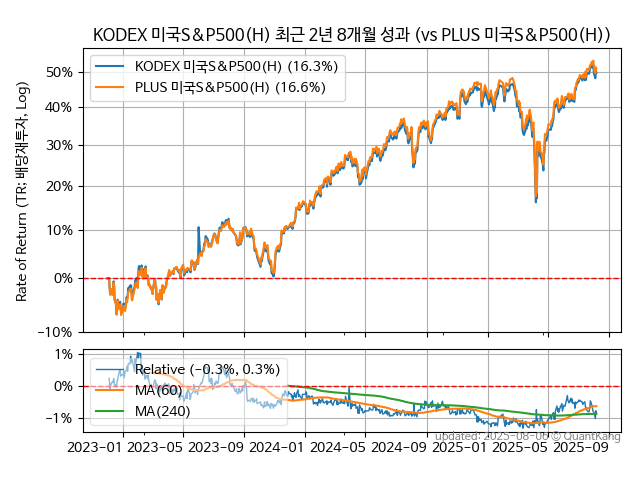 KODEX 미국S&P500(H) 최근 2년 8개월 성과 (vs PLUS 미국S&P500(H))
Rate of Return (TR: 배당재투자, Log)
KODEX 미국S&P500(H) (16.3%)
PLUS 미국S&P500(H) (16.6%)
50%
40%
30%
20%
10%
0%
−10%
1%
0%
−1%
Relative (−0.3%, 0.3%)
MA(60)
MA(240)
updated: 2025-08-06 © QuantKang
2023−01 2023−05 2023−09 2024−01 2024−05 2024−09 2025−01 2025−05 2025−09